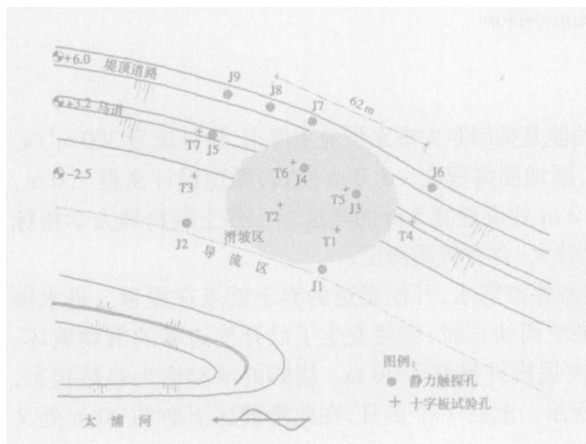 +6.0 堤顶道路
J9
J8
J7
62 m
+3.2 马道
T7
J5
T6
J4
J6
-2.5
T3
T5
J3
T2
J2
滑坡区
T1
T4
导流区
J1
图例:
静力触探孔
十字板试验孔
太浦河